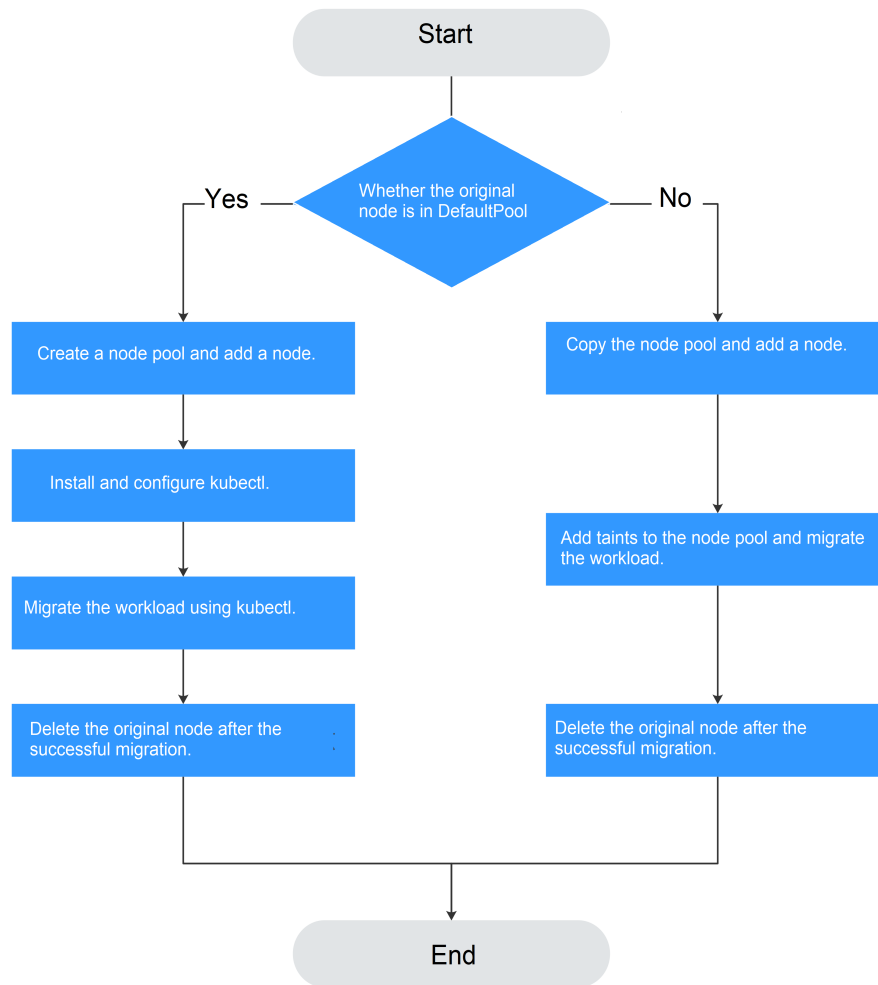 Start
Whether the original
node is in DefaultPool
Yes
No
Create a node pool and add a node.
Copy the node pool and add a node.
Install and configure kubectl.
Add taints to the node pool and migrate
the workload.
Migrate the workload using kubectl.
Delete the original node after the
successful migration.
Delete the original node after the
successful migration.
End